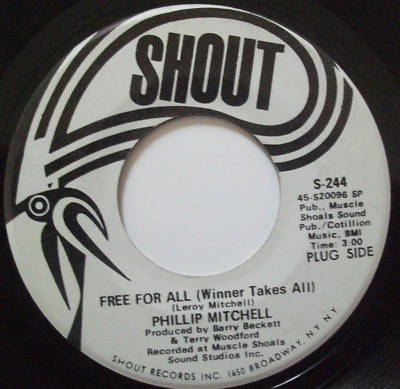 SHOUT
S-244
45-S20096 SP
Pub., Muscle
Shoals Sound
Pub./Cotillion
Music, BMI
Time: 3:00
PLUG SIDE
FREE FOR ALL (Winner Takes All)
(Leroy Mitchell)
PHILLIP MITCHELL
Produced by Barry Beckett
& Terry Woodford
Recorded at Muscle Shoals
Sound Studios Inc.
SHOUT RECORDS INC. 1650 BROADWAY, N.Y. N.Y.